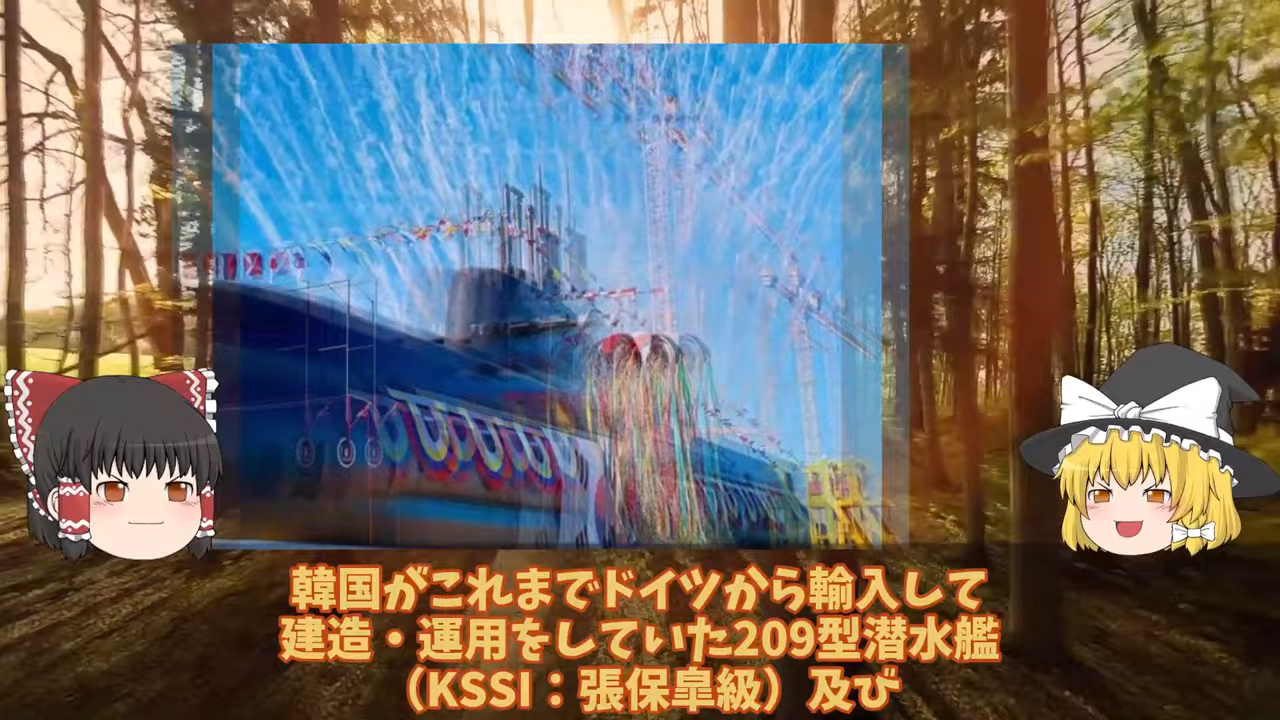 韓国がこれまでドイツから輸入して
建造・運用をしていた209型潜水艦
（KSSI：張保皐級）及び